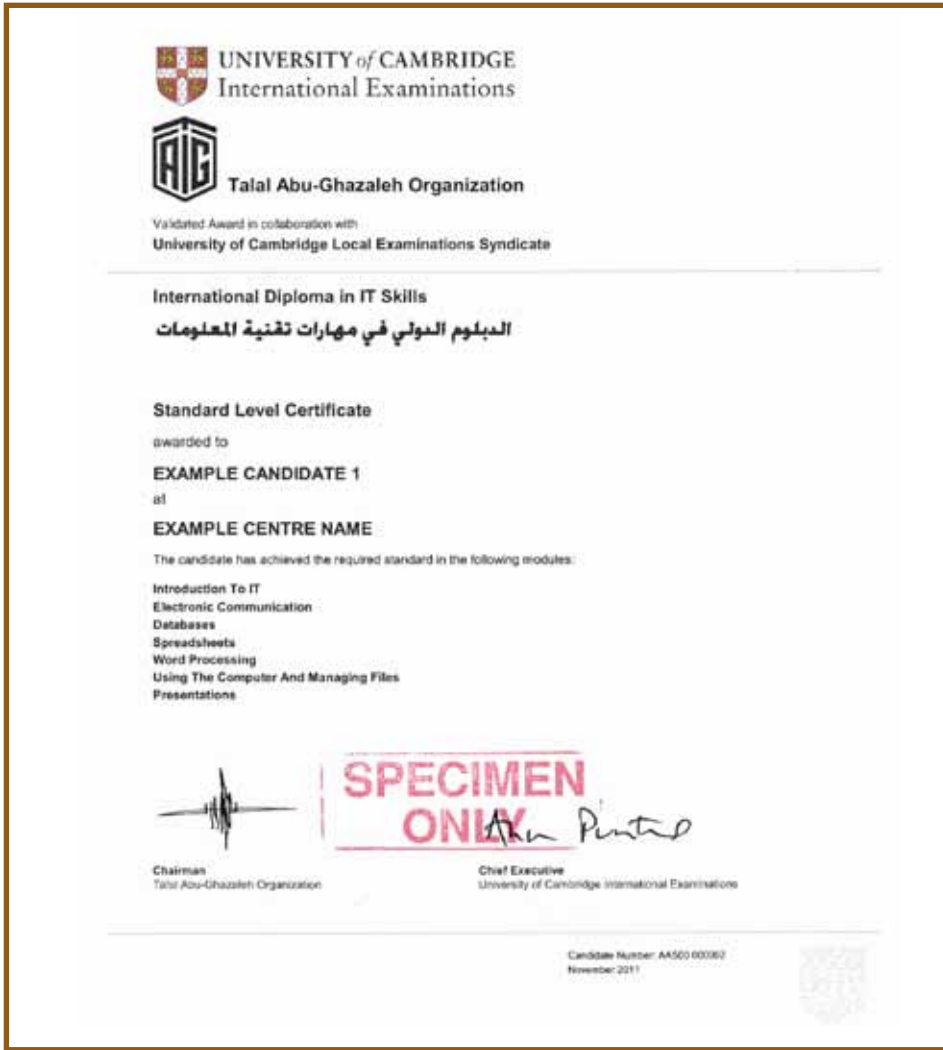 UNIVERSITY of CAMBRIDGE
International Examinations
TAG
Talal Abu-Ghazaleh Organization
Validated Award in collaboration with
University of Cambridge Local Examinations Syndicate
International Diploma in IT Skills
الدبلوم الدولي في مهارات تقنية المعلومات
Standard Level Certificate
awarded to
EXAMPLE CANDIDATE 1
at
EXAMPLE CENTRE NAME
The candidate has achieved the required standard in the following modules:
Introduction To IT
Electronic Communication
Databases
Spreadsheets
Word Processing
Using The Computer And Managing Files
Presentations
SPECIMEN
ONLY
Chairman
Talal Abu-Ghazaleh Organization
Chief Executive
University of Cambridge International Examinations
Candidate Number: AA500 
November 2011